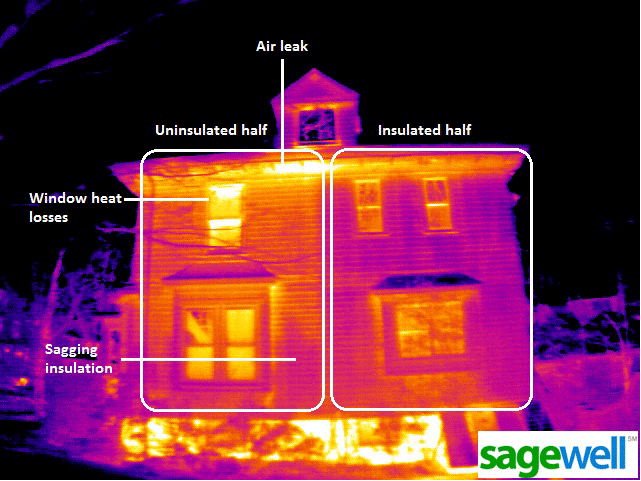 Air leak
Uninsulated half
Insulated half
Window heat
losses
Sagging
insulation
sagewell SM